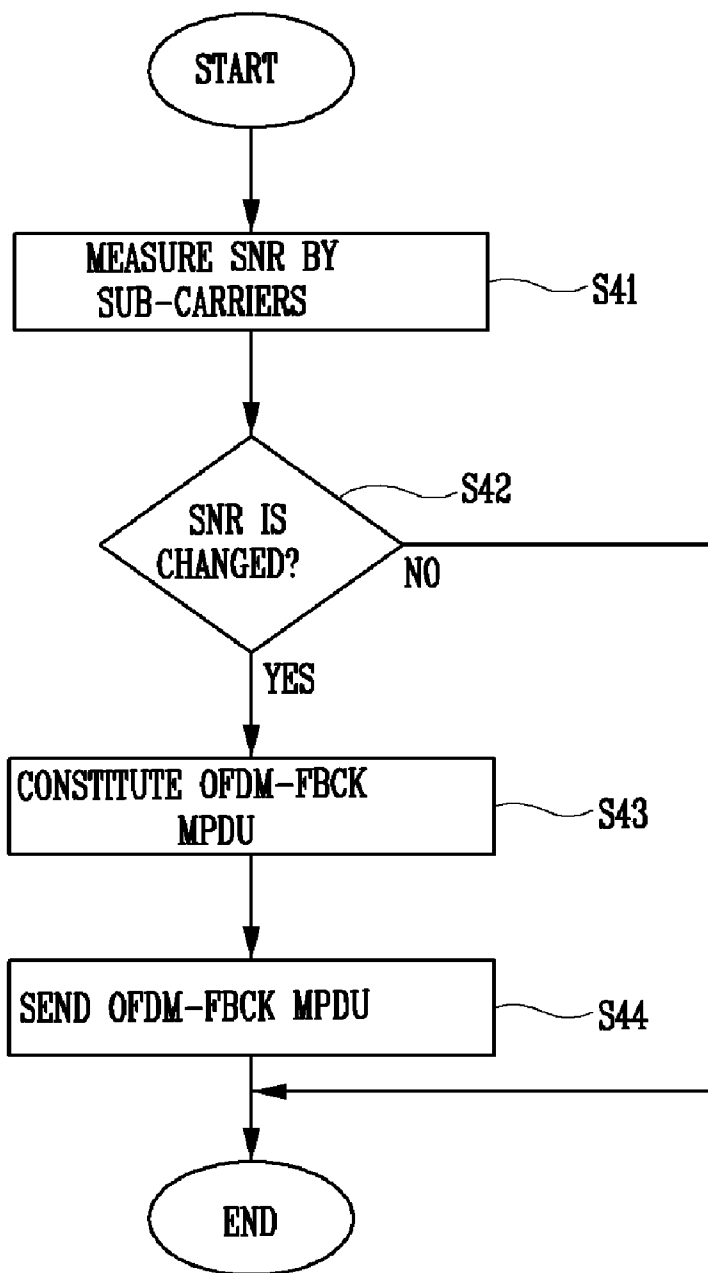 START
MEASURE SNR BY
SUB-CARRIERS
S41
S42
SNR IS
CHANGED?
NO
YES
CONSTITUTE OFDM-FBCK
MPDU
S43
SEND OFDM-FBCK MPDU
S44
END